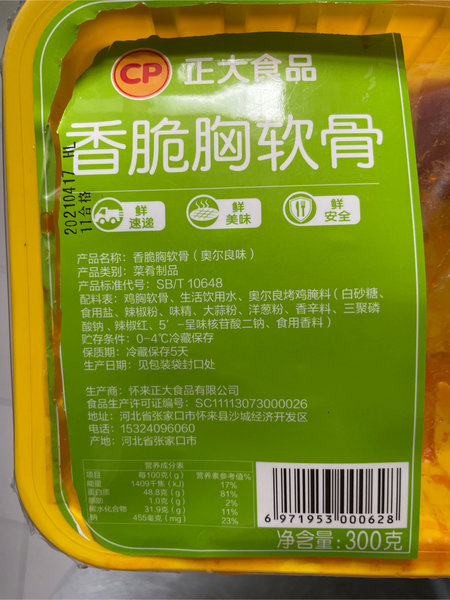 CP 正大食品
香脆胸软骨
20210417 HL
11合格
鲜速递
鲜美味
鲜安全
产品名称：香脆胸软骨（奥尔良味）
产品类别：菜肴制品
产品标准代号：SB/T 10648
配料表：鸡胸软骨、生活饮用水、奥尔良烤鸡腌料（白砂糖、
食用盐、辣椒粉、味精、大蒜粉、洋葱粉、香辛料、三聚磷
酸钠、辣椒红、5′-呈味核苷酸二钠、食用香料）
贮存条件：0-4℃冷藏保存
保质期：冷藏保存5天
生产日期：见包装袋封口处
生产商：怀来正大食品有限公司
食品生产许可证编号：SC11113073000026
地址：河北省张家口市怀来县沙城经济开发区
电话：15324096060
产地：河北省张家口市
营养成分表
项目 每100克(g) 营养素参考值%
能量 1409千焦(kJ) 17%
蛋白质 48.8克(g) 81%
脂肪 1.0克(g) 2%
碳水化合物 31.9克(g) 11%
钠 455毫克(mg) 23%
6 971953 000628
净含量:300克